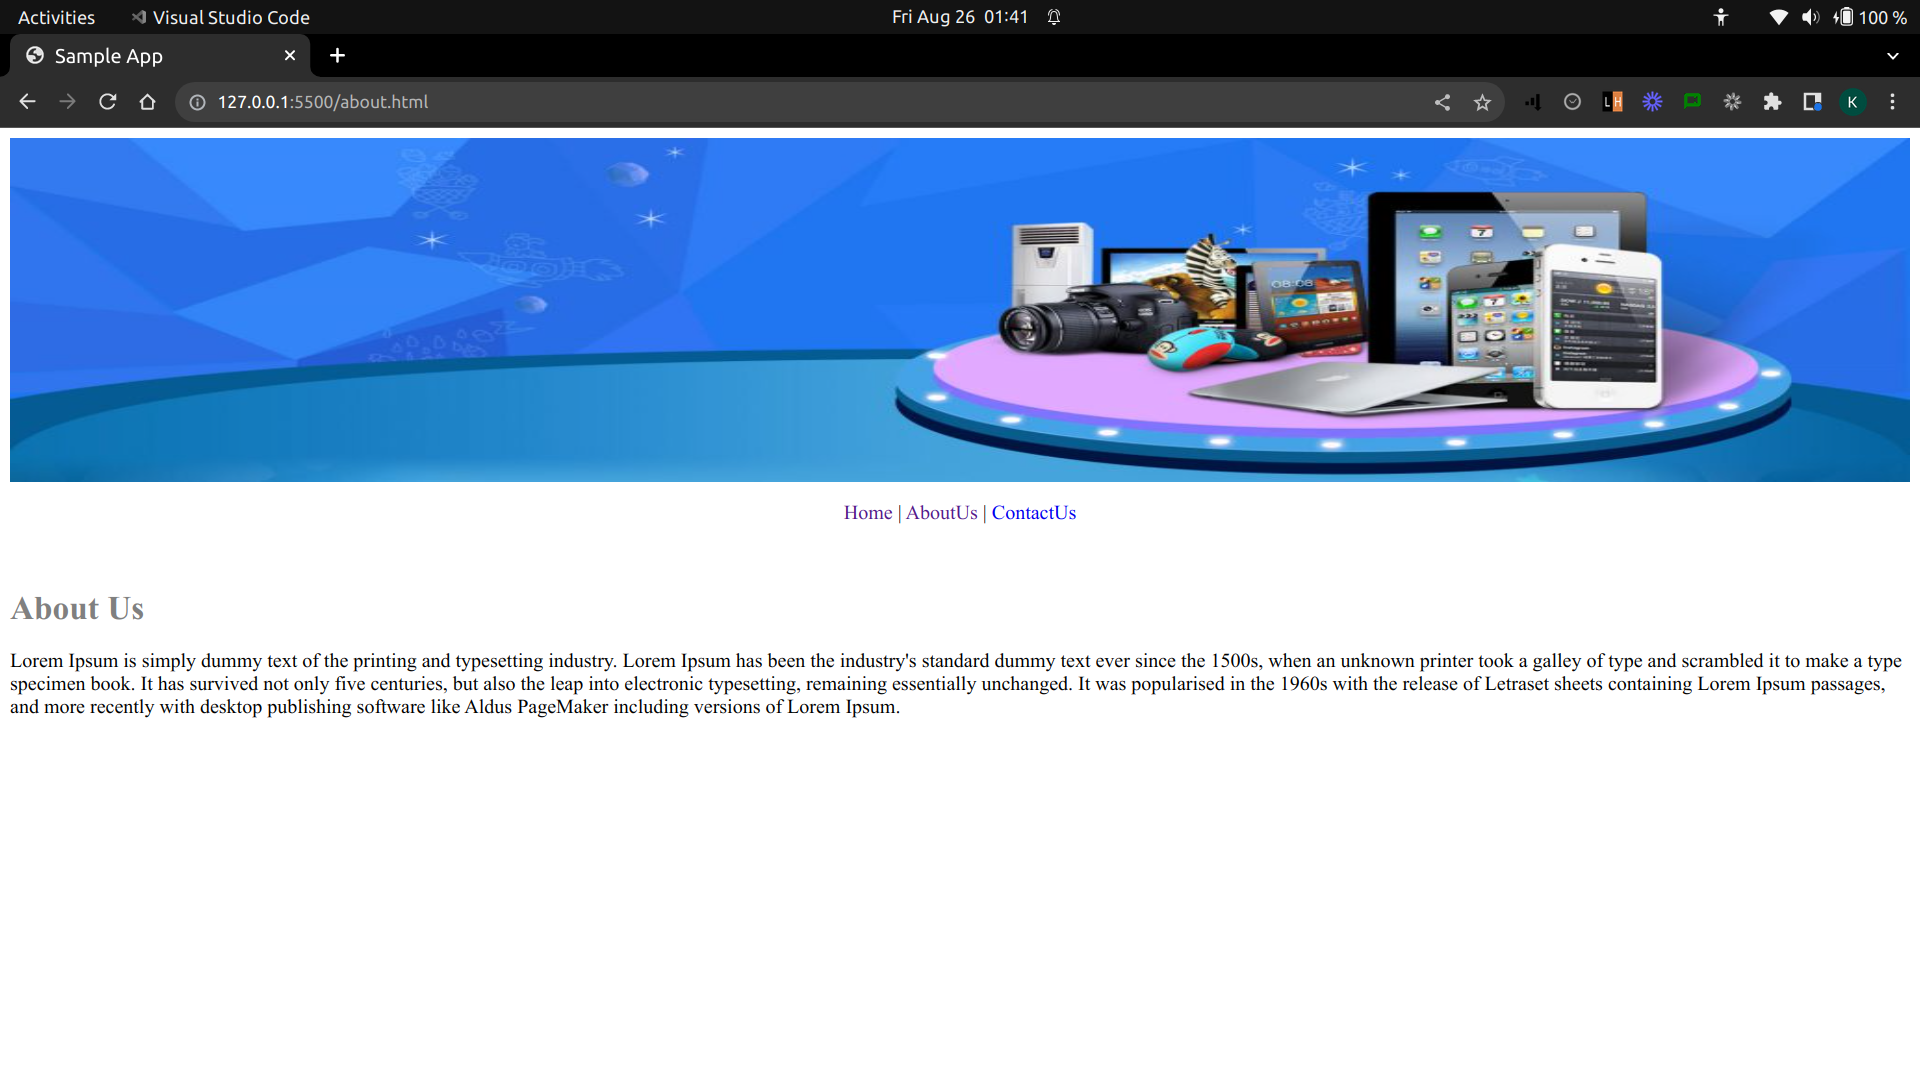 Activities Visual Studio Code Fri Aug 26 01:41 100 %
Sample App
127.0.0.1:5500/about.html L H K
08:08
Home | AboutUs | ContactUs
About Us
Lorem Ipsum is simply dummy text of the printing and typesetting industry. Lorem Ipsum has been the industry's standard dummy text ever since the 1500s, when an unknown printer took a galley of type and scrambled it to make a type
specimen book. It has survived not only five centuries, but also the leap into electronic typesetting, remaining essentially unchanged. It was popularised in the 1960s with the release of Letraset sheets containing Lorem Ipsum passages,
and more recently with desktop publishing software like Aldus PageMaker including versions of Lorem Ipsum.